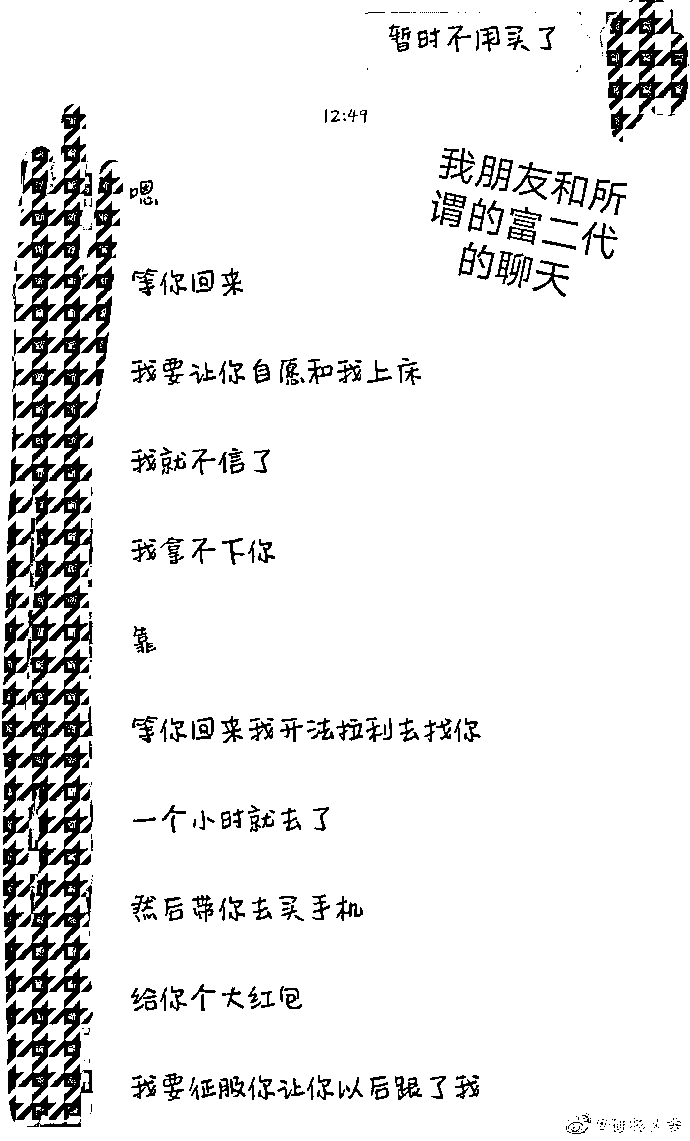 暂时不用买了
12:49
我朋友和所
谓的富二代
的聊天
嗯
等你回来
我要让你自愿和我上床
我就不信了
我拿不下你
靠
等你回来我开法拉利去找你
一个小时就去了
然后带你去买手机
给你个大红包
我要征服你让你以后跟了我